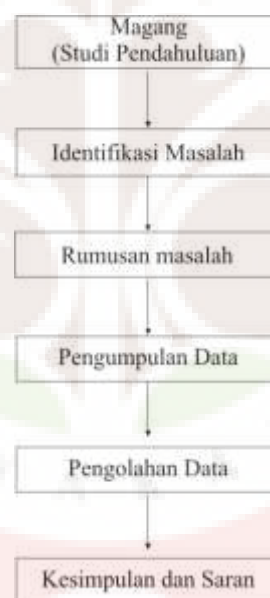 Magang
(Studi Pendahuluan)
Identifikasi Masalah
Rumusan masalah
Pengumpulan Data
Pengolahan Data
Kesimpulan dan Saran